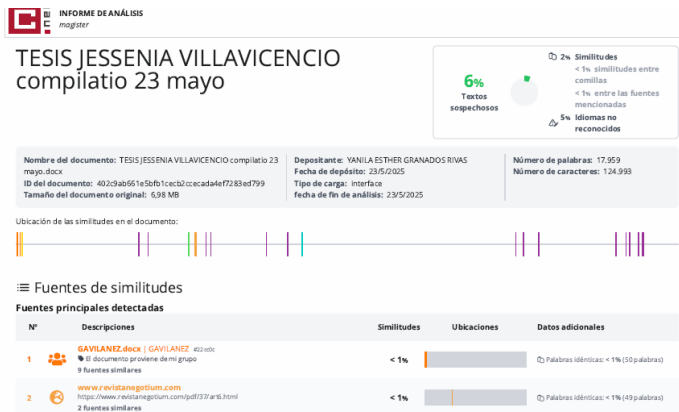 INFORME DE ANÁLISIS
magister
TESIS JESSENIA VILLAVICENCIO
compilatio 23 mayo
6%
Textos
sospechosos
2% Similitudes
< 1% similitudes entre
comillas
< 1% entre las fuentes
mencionadas
5% Idiomas no
reconocidos
Nombre del documento: TESIS JESSENIA VILLAVICENCIO compilatio 23
mayo.docx
ID del documento: 402c9ab661e5bfb1cecb2ccecada4ef7283ed799
Tamaño del documento original: 6,98 MB
Depositante: YANILA ESTHER GRANADOS RIVAS
Fecha de depósito: 23/5/2025
Tipo de carga: interface
fecha de fin de análisis: 23/5/2025
Número de palabras: 17.959
Número de caracteres: 124.993
Ubicación de las similitudes en el documento:
Fuentes de similitudes
Fuentes principales detectadas
N° Descripciones Similitudes Ubicaciones Datos adicionales
1 GAVILANEZ.docx | GAVILANEZ
El documento proviene de mi grupo
9 fuentes similares
< 1% Palabras idénticas: < 1% (50 palabras)
2 www.revistanegotium.com
https://www.revistanegotium.com/pdf/37/art6.html
2 fuentes similares
< 1% Palabras idénticas: < 1% (49 palabras)